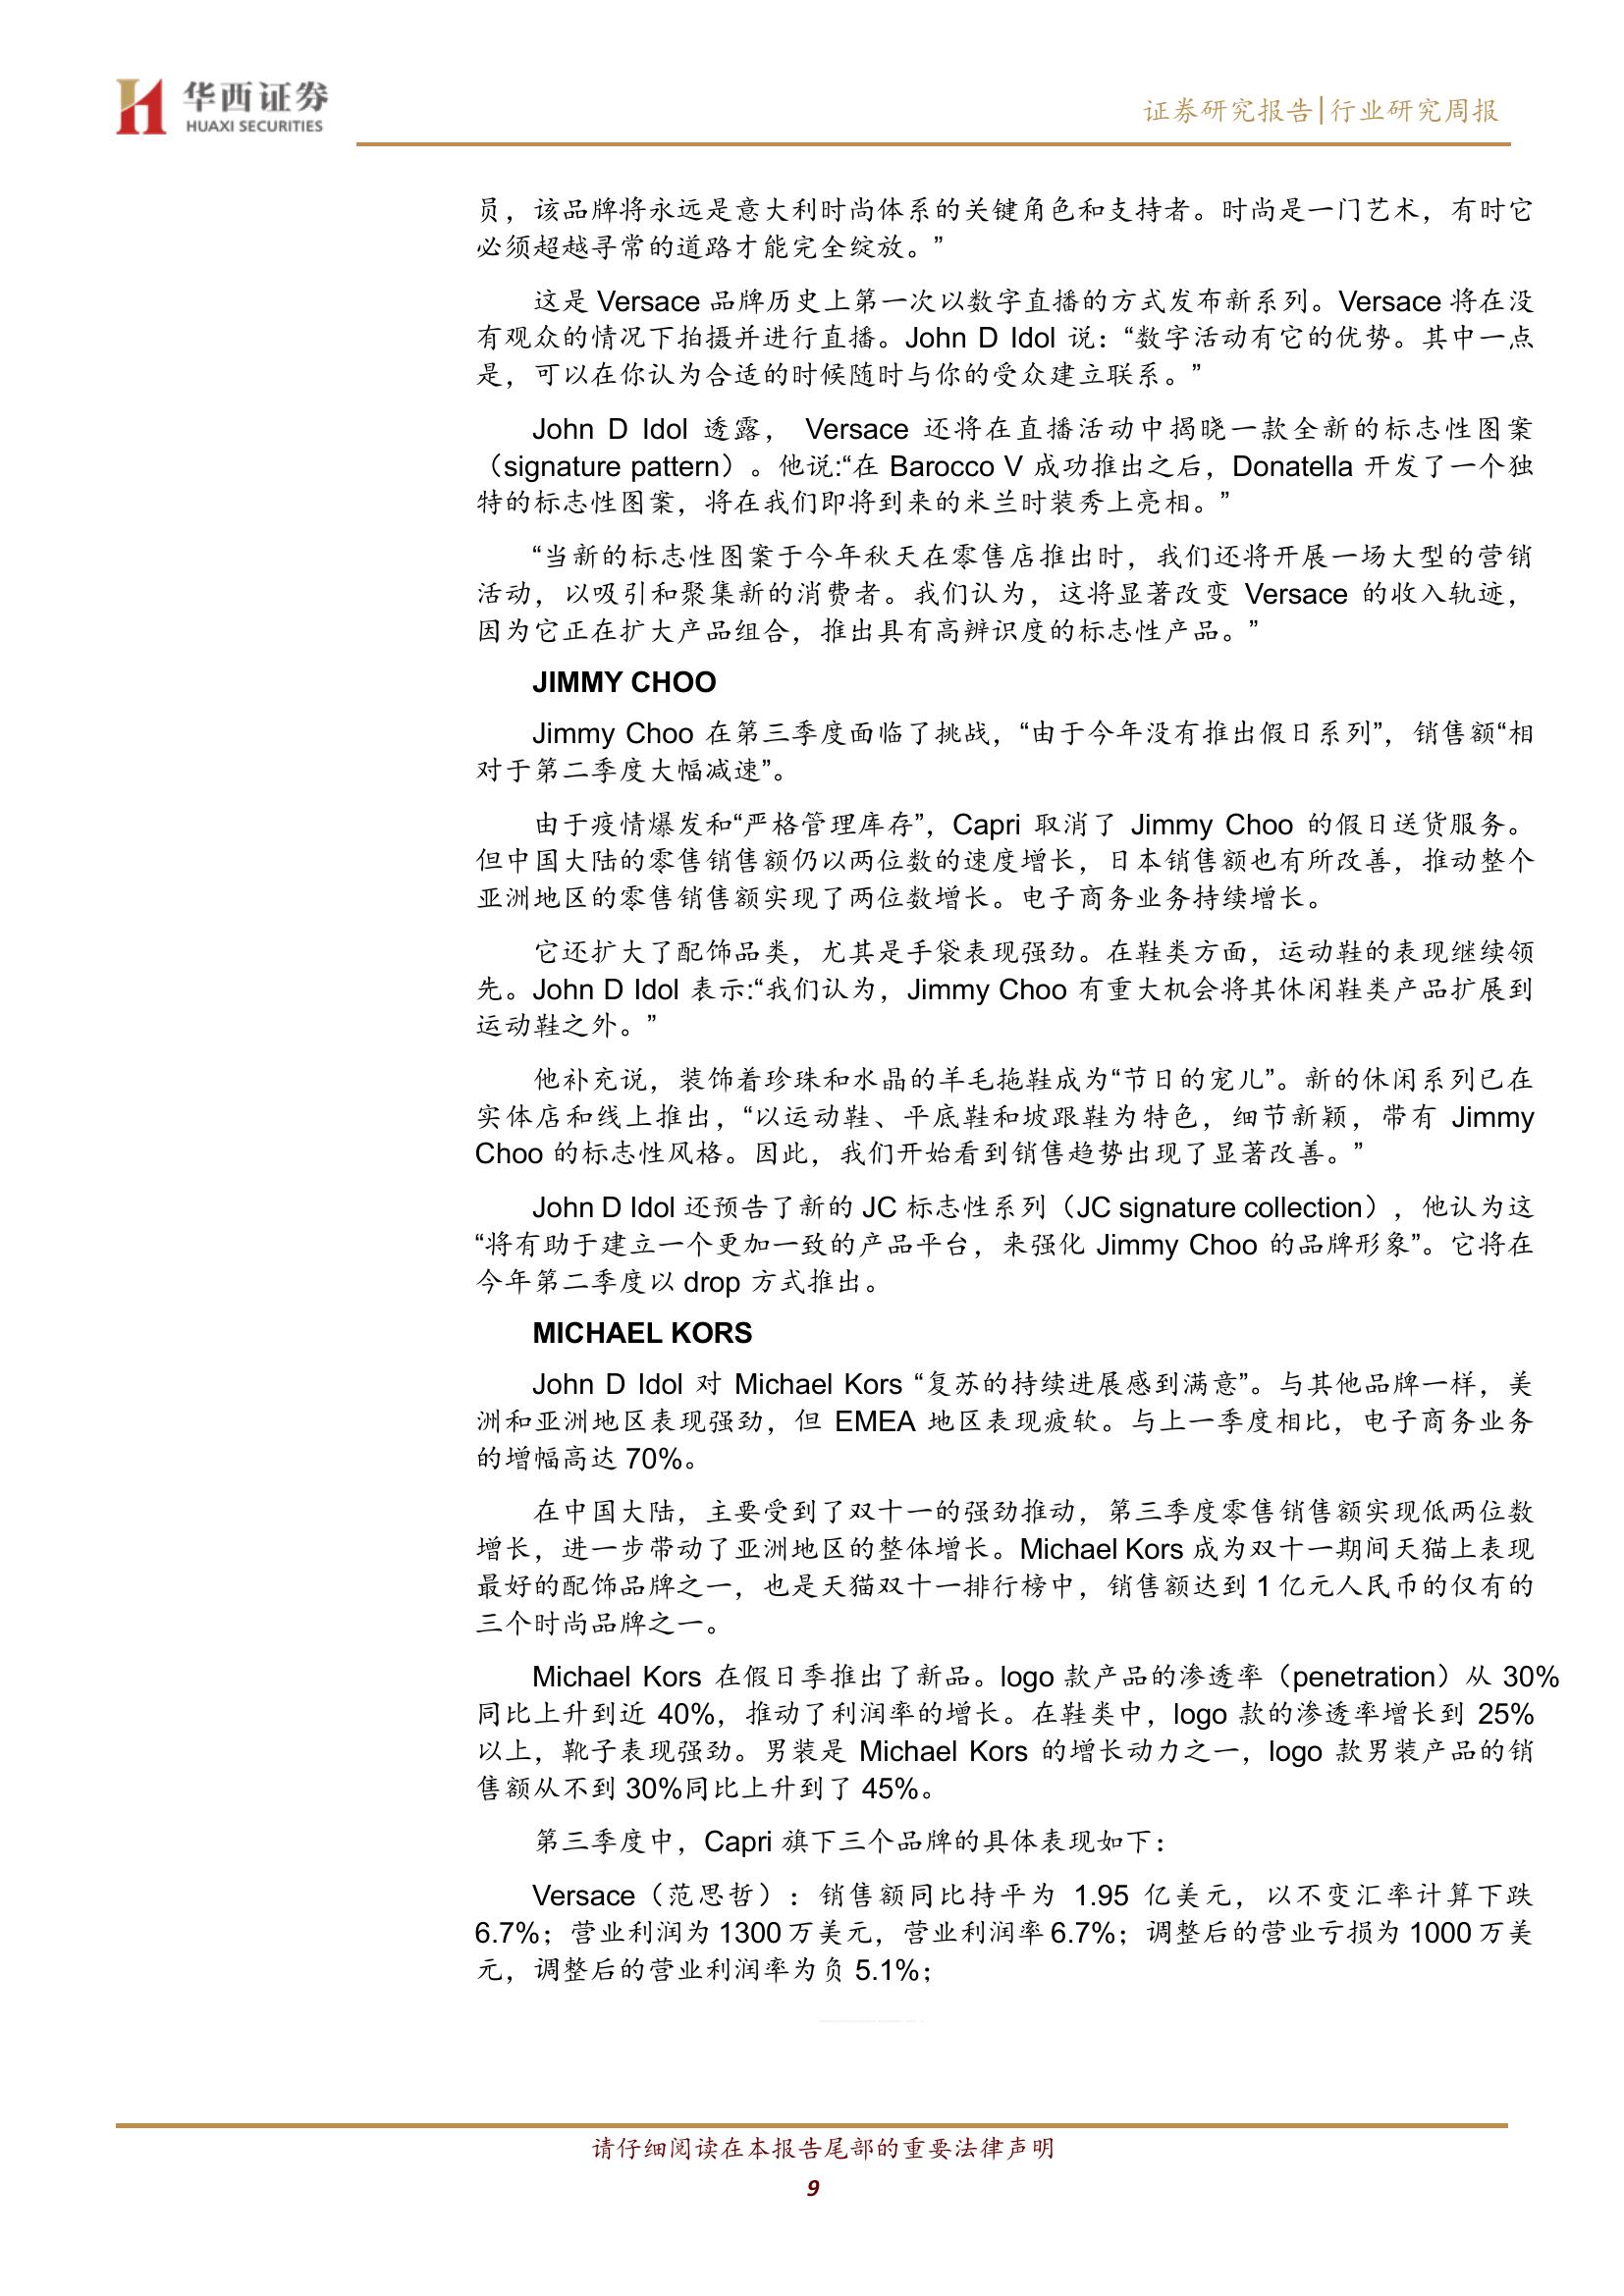 华西证券
HUAXI SECURITIES
证券研究报告|行业研究周报
员，该品牌将永远是意大利时尚体系的关键角色和支持者。时尚是一门艺术，有时它
必须超越寻常的道路才能完全绽放。”
这是 Versace 品牌历史上第一次以数字直播的方式发布新系列。Versace 将在没
有观众的情况下拍摄并进行直播。John D Idol 说：“数字活动有它的优势。其中一点
是，可以在你认为合适的时候随时与你的受众建立联系。”
John D Idol 透露， Versace 还将在直播活动中揭晓一款全新的标志性图案
（signature pattern）。他说:“在 Barocco V 成功推出之后，Donatella 开发了一个独
特的标志性图案，将在我们即将到来的米兰时装秀上亮相。”
“当新的标志性图案于今年秋天在零售店推出时，我们还将开展一场大型的营销
活动，以吸引和聚集新的消费者。我们认为，这将显著改变 Versace 的收入轨迹，
因为它正在扩大产品组合，推出具有高辨识度的标志性产品。”
JIMMY CHOO
Jimmy Choo 在第三季度面临了挑战，“由于今年没有推出假日系列”，销售额“相
对于第二季度大幅减速”。
由于疫情爆发和“严格管理库存”，Capri 取消了 Jimmy Choo 的假日送货服务。
但中国大陆的零售销售额仍以两位数的速度增长，日本销售额也有所改善，推动整个
亚洲地区的零售销售额实现了两位数增长。电子商务业务持续增长。
它还扩大了配饰品类，尤其是手袋表现强劲。在鞋类方面，运动鞋的表现继续领
先。John D Idol 表示:“我们认为，Jimmy Choo 有重大机会将其休闲鞋类产品扩展到
运动鞋之外。”
他补充说，装饰着珍珠和水晶的羊毛拖鞋成为“节日的宠儿”。新的休闲系列已在
实体店和线上推出，“以运动鞋、平底鞋和坡跟鞋为特色，细节新颖，带有 Jimmy
Choo 的标志性风格。因此，我们开始看到销售趋势出现了显著改善。”
John D Idol 还预告了新的 JC 标志性系列（JC signature collection），他认为这
“将有助于建立一个更加一致的产品平台，来强化 Jimmy Choo 的品牌形象”。它将在
今年第二季度以 drop 方式推出。
MICHAEL KORS
John D Idol 对 Michael Kors “复苏的持续进展感到满意”。与其他品牌一样，美
洲和亚洲地区表现强劲，但 EMEA 地区表现疲软。与上一季度相比，电子商务业务
的增幅高达 70%。
在中国大陆，主要受到了双十一的强劲推动，第三季度零售销售额实现低两位数
增长，进一步带动了亚洲地区的整体增长。Michael Kors 成为双十一期间天猫上表现
最好的配饰品牌之一，也是天猫双十一排行榜中，销售额达到 1 亿元人民币的仅有的
三个时尚品牌之一。
Michael Kors 在假日季推出了新品。logo 款产品的渗透率（penetration）从 30%
同比上升到近 40%，推动了利润率的增长。在鞋类中，logo 款的渗透率增长到 25%
以上，靴子表现强劲。男装是 Michael Kors 的增长动力之一，logo 款男装产品的销
售额从不到 30%同比上升到了 45%。
第三季度中，Capri 旗下三个品牌的具体表现如下：
Versace（范思哲）：销售额同比持平为 1.95 亿美元，以不变汇率计算下跌
6.7%；营业利润为 1300 万美元，营业利润率 6.7%；调整后的营业亏损为 1000 万美
元，调整后的营业利润率为负 5.1%；
请仔细阅读在本报告尾部的重要法律声明
9